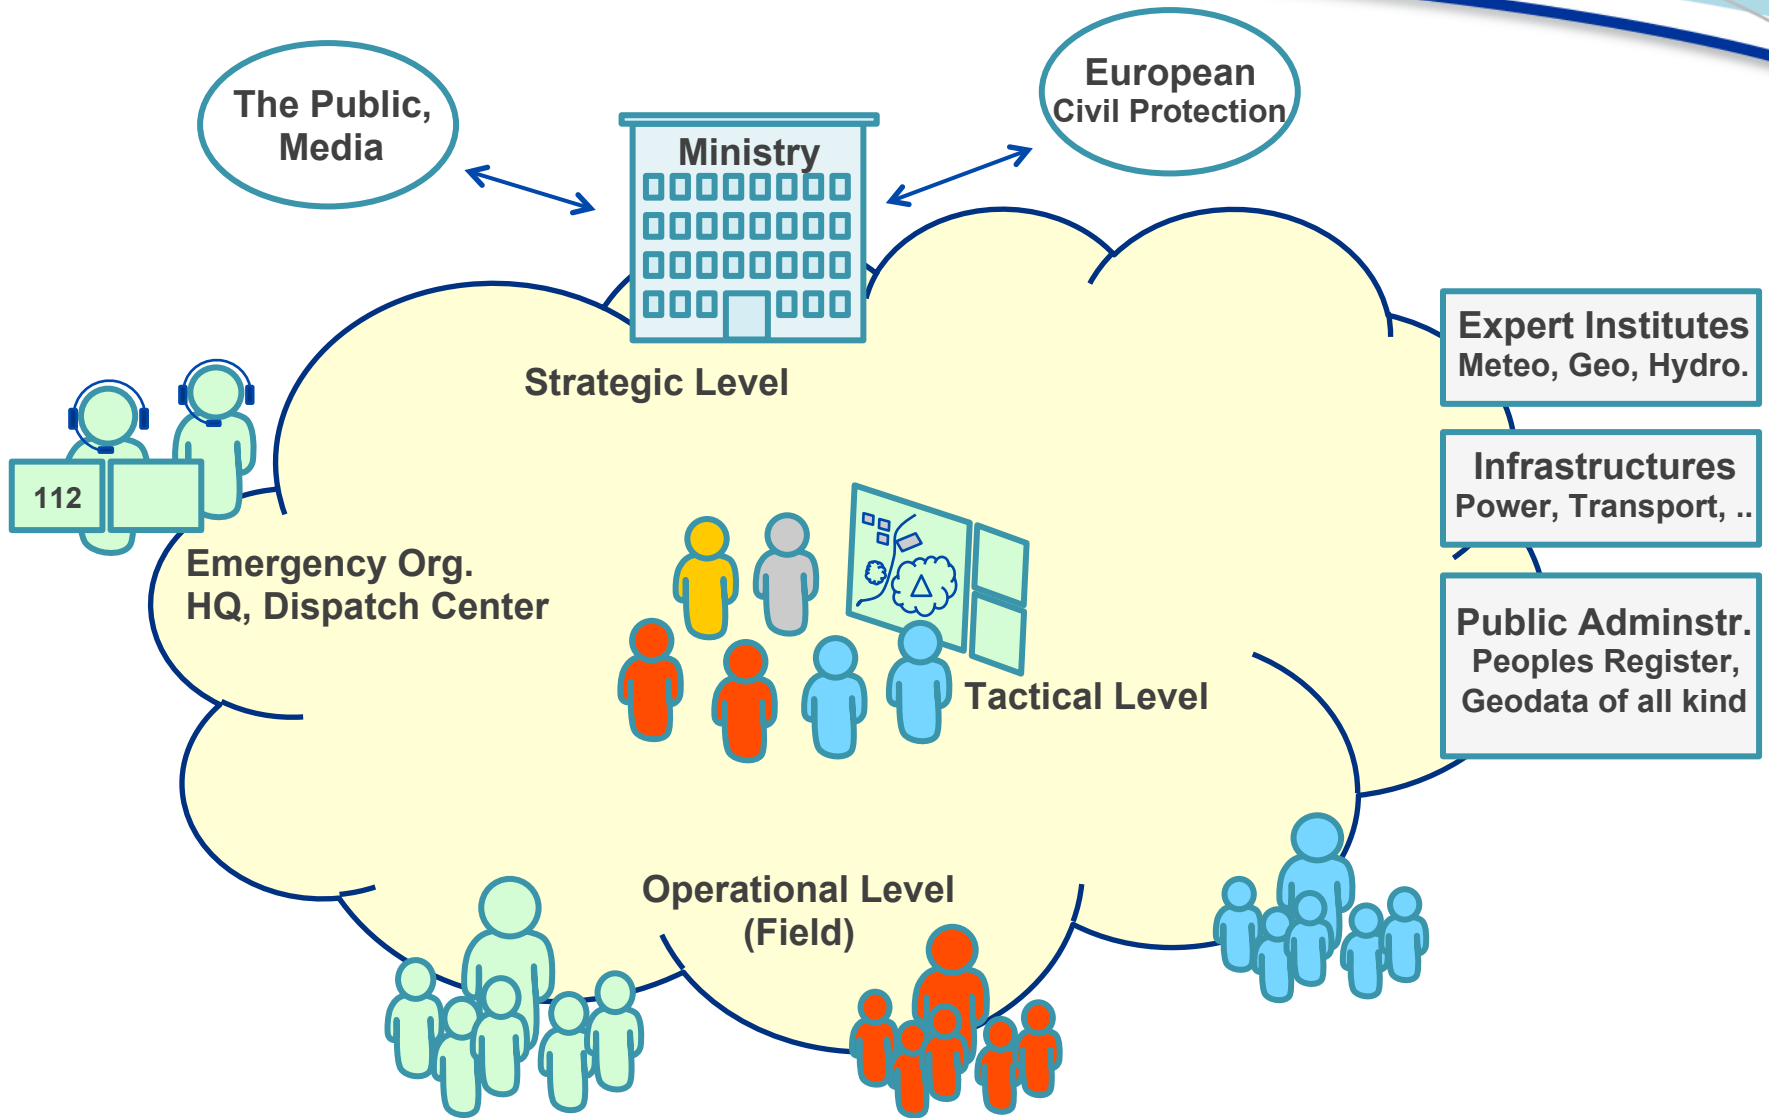 The Public,
Media
European
Civil Protection
Ministry
Strategic Level
Expert Institutes
Meteo, Geo, Hydro.
Infrastructures
Power, Transport, ..
112
Emergency Org.
HQ, Dispatch Center
Public Adminstr.
Peoples Register,
Geodata of all kind
Tactical Level
Operational Level
(Field)